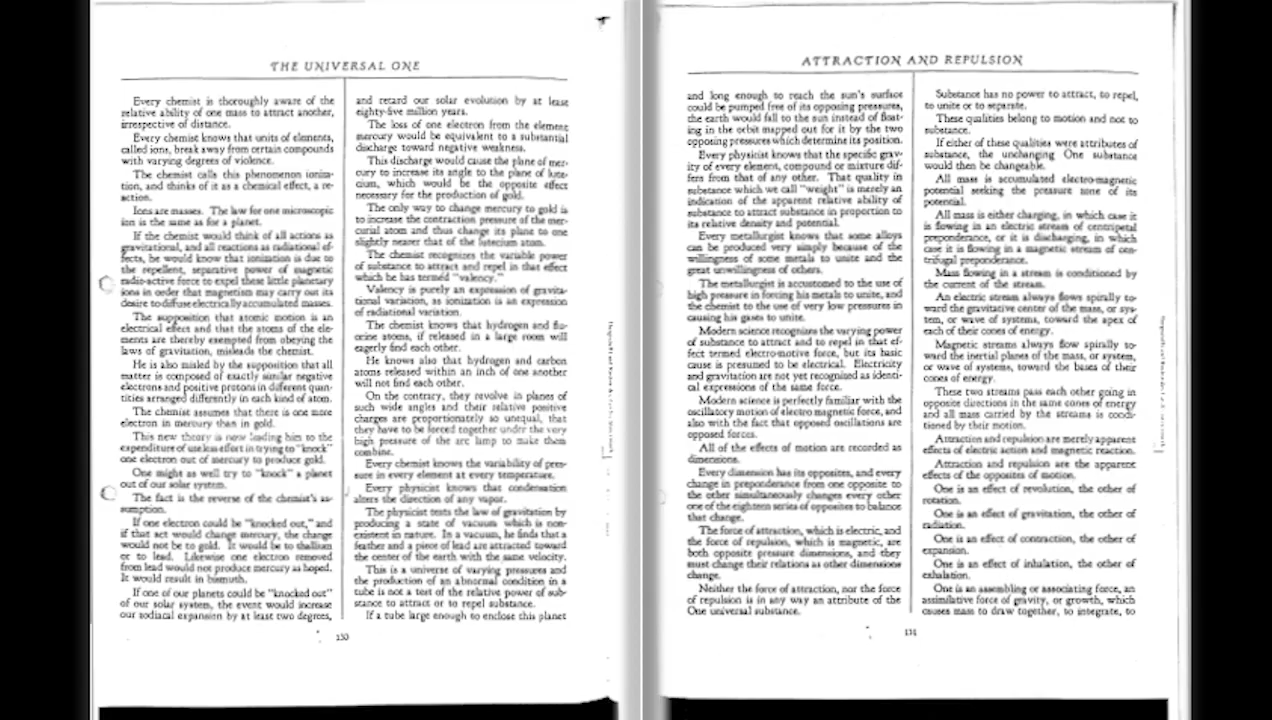 THE UNIVERSAL ONE
Every chemist is thoroughly aware of the
relative ability of one mass to attract another,
irrespective of distance.
Every chemist knows that units of elements,
called ions, break away from certain compounds
with varying degrees of violence.
The chemist calls this phenomenon ioniza-
tion, and thinks of it as a chemical effect, a re-
action.
Ions are masses. The law for one microscopic
ion is the same as for a planet.
If the chemist would think of all actions as
gravitational, and all reactions as radiational ef-
fects, he would know that ionization is due to
the repellent, separative power of magnetic
radio-active force to expel these little planetary
ions in order that magnetism may carry out its
desire to diffuse electrically accumulated masses.
The supposition that atomic motion is an
electrical effect and that the atoms of the ele-
ments are thereby exempted from obeying the
laws of gravitation, misleads the chemist.
He is also misled by the supposition that all
matter is composed of exactly similar negative
electrons and positive protons in different quan-
tities arranged differently in each kind of atom.
The chemist assumes that there is one more
electron in mercury than in gold.
This new theory is now leading him to the
expenditure of useless effort in trying to "knock"
one electron out of mercury to produce gold.
One might as well try to "knock" a planet
out of our solar system.
The fact is the reverse of the chemist's as-
sumption.
If one electron could be "knocked out," and
if that act would change mercury, the change
would not be to gold. It would be to thallium
or to lead. Likewise one electron removed
from lead would not produce mercury as hoped.
It would result in bismuth.
If one of our planets could be "knocked out"
of our solar system, the event would increase
our zodiacal expansion by at least two degrees,
and retard our solar evolution by at least
eighty-five million years.
The loss of one electron from the element
mercury would be equivalent to a substantial
discharge toward negative weakness.
This discharge would cause the plane of mer-
cury to increase its angle to the plane of lute-
cium, which would be the opposite effect
necessary for the production of gold.
The only way to change mercury to gold is
to increase the contraction pressure of the mer-
curial atom and thus change its plane to one
slightly nearer that of the lutecium atom.
The chemist recognizes the variable power
of substance to attract and repel in that effect
which he has termed "valency."
Valency is purely an expression of gravita-
tional variation, as ionization is an expression
of radiational variation.
The chemist knows that hydrogen and flu-
orine atoms, if released in a large room will
eagerly find each other.
He knows also that hydrogen and carbon
atoms released within an inch of one another
will not find each other.
On the contrary, they revolve in planes of
such wide angles and their relative positive
charges are proportionately so unequal, that
they have to be forced together under the very
high pressure of the arc lamp to make them
combine.
Every chemist knows the variability of pres-
sure in every element at every temperature.
Every physicist knows that condensation
alters the direction of any vapor.
The physicist tests the law of gravitation by
producing a state of vacuum which is non-
existent in nature. In a vacuum, he finds that a
feather and a piece of lead are attracted toward
the center of the earth with the same velocity.
This is a universe of varying pressures and
the production of an abnormal condition in a
tube is not a test of the relative power of sub-
stance to attract or to repel substance.
If a tube large enough to enclose this planet
130
ATTRACTION AND REPULSION
and long enough to reach the sun's surface
could be pumped free of its opposing pressures,
the earth would fall to the sun instead of float-
ing in the orbit mapped out for it by the two
opposing pressures which determine its position.
Every physicist knows that the specific grav-
ity of every element, compound or mixture dif-
fers from that of any other. That quality in
substance which we call "weight" is merely an
indication of the apparent relative ability of
substance to attract substance in proportion to
its relative density and potential.
Every metallurgist knows that some alloys
can be produced very simply because of the
willingness of some metals to unite and the
great unwillingness of others.
The metallurgist is accustomed to the use of
high pressure in forcing his metals to unite, and
the chemist to the use of very low pressures in
causing his gases to unite.
Modern science recognizes the varying power
of substance to attract and to repel in that ef-
fect termed electro-motive force, but its basic
cause is presumed to be electrical. Electricity
and gravitation are not yet recognized as identi-
cal expressions of the same force.
Modern science is perfectly familiar with the
oscillatory motion of electro magnetic force, and
also with the fact that opposed oscillations are
opposed forces.
All of the effects of motion are recorded as
dimensions.
Every dimension has its opposites, and every
change in preponderance from one opposite to
the other simultaneously changes every other
one of the eighteen series of opposites to balance
that change.
The force of attraction, which is electric, and
the force of repulsion, which is magnetic, are
both opposite pressure dimensions, and they
must change their relations as other dimensions
change.
Neither the force of attraction, nor the force
of repulsion is in any way an attribute of the
One universal substance.
Substance has no power to attract, to repel,
to unite or to separate.
These qualities belong to motion and not to
substance.
If either of these qualities were attributes of
substance, the unchanging One substance
would then be changeable.
All mass is accumulated electro-magnetic
potential seeking the pressure zone of its
potential.
All mass is either charging, in which case it
is flowing in an electric stream of centripetal
preponderance, or it is discharging, in which
case it is flowing in a magnetic stream of cen-
trifugal preponderance.
Mass flowing in a stream is conditioned by
the current of the stream.
An electric stream always flows spirally to-
ward the gravitative center of the mass, or sys-
tem, or wave of systems, toward the apex of
each of their cones of energy.
Magnetic streams always flow spirally to-
ward the inertial planes of the mass, or system,
or wave of systems, toward the bases of their
cones of energy.
These two streams pass each other going in
opposite directions in the same cones of energy
and all mass carried by the streams is condi-
tioned by their motion.
Attraction and repulsion are merely apparent
effects of electric action and magnetic reaction.
Attraction and repulsion are the apparent
effects of the opposites of motion.
One is an effect of revolution, the other of
rotation.
One is an effect of gravitation, the other of
radiation.
One is an effect of contraction, the other of
expansion.
One is an effect of inhalation, the other of
exhalation.
One is an assembling or associating force, an
assimilative force of gravity, or growth, which
causes mass to draw together, to integrate, to
131